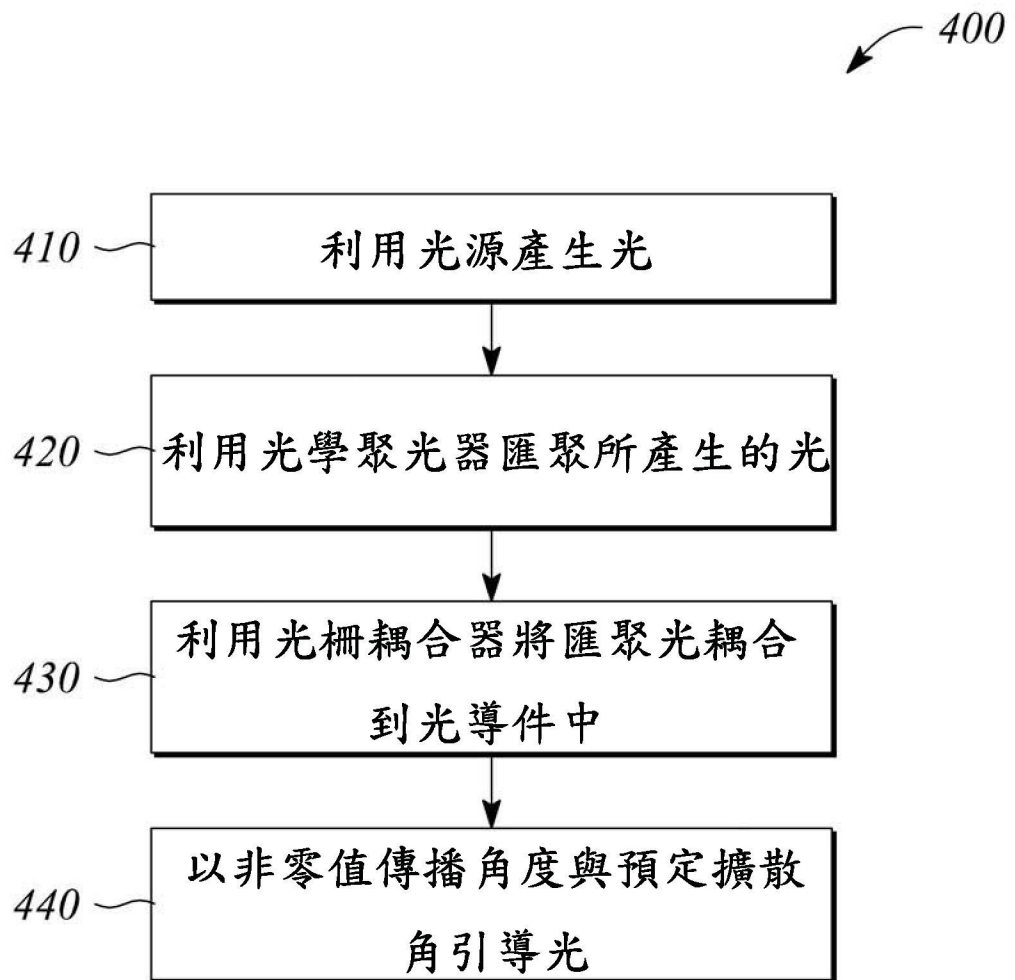 400
410
利用光源產生光
420
利用光學聚光器匯聚所產生的光
430
利用光柵耦合器將匯聚光耦合
到光導件中
440
以非零值傳播角度與預定擴散
角引導光